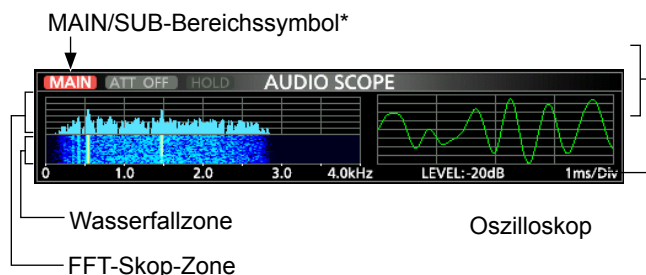 MAIN/SUB-Bereichssymbol*
MAIN ATT OFF HOLD AUDIO SCOPE
0 1.0 2.0 3.0 4.0kHz LEVEL:-20dB 1ms/Div
Wasserfallzone
Oszilloskop
FFT-Skop-Zone